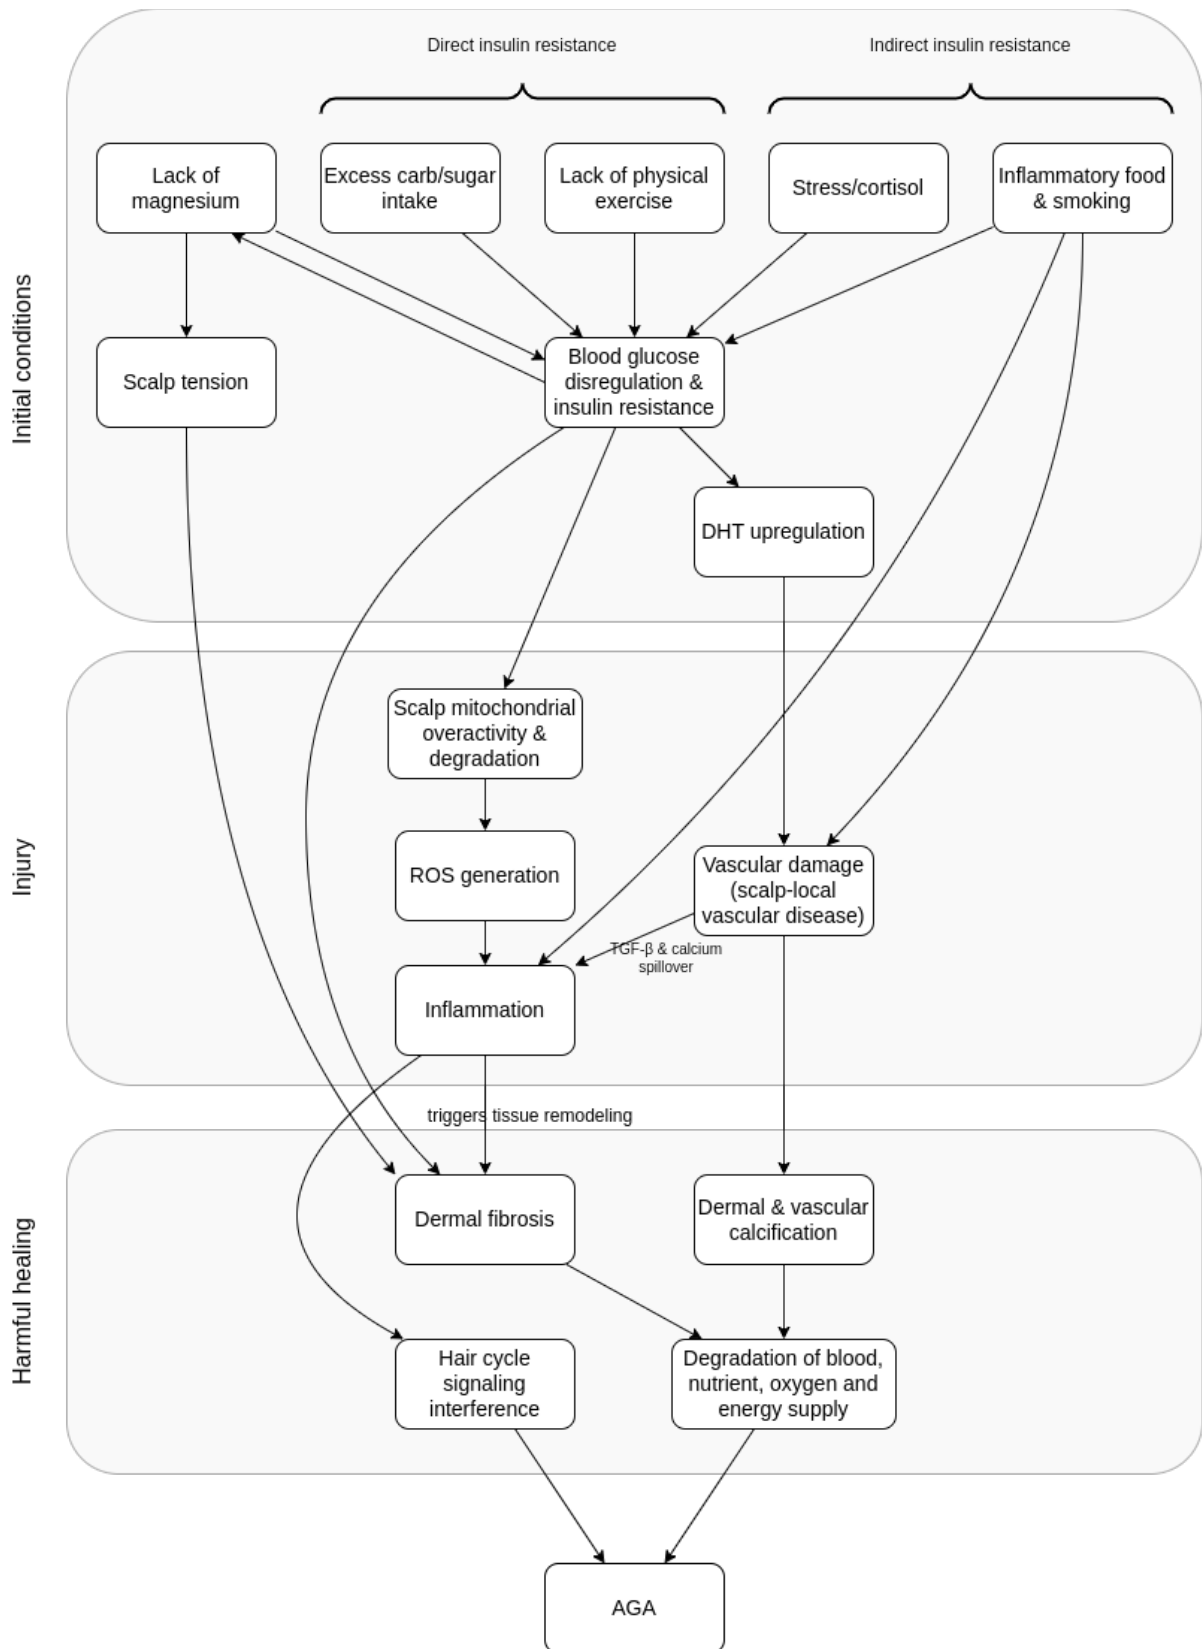 Direct insulin resistance
Indirect insulin resistance
Lack of
magnesium
Excess carb/sugar
intake
Lack of physical
exercise
Stress/cortisol
Inflammatory food
& smoking
Initial conditions
Scalp tension
Blood glucose
disregulation &
insulin resistance
DHT upregulation
Injury
Scalp mitochondrial
overactivity &
degradation
ROS generation
Vascular damage
(scalp-local
vascular disease)
TGF-β & calcium
spillover
Inflammation
triggers tissue remodeling
Harmful healing
Dermal fibrosis
Dermal & vascular
calcification
Hair cycle
signaling
interference
Degradation of blood,
nutrient, oxygen and
energy supply
AGA